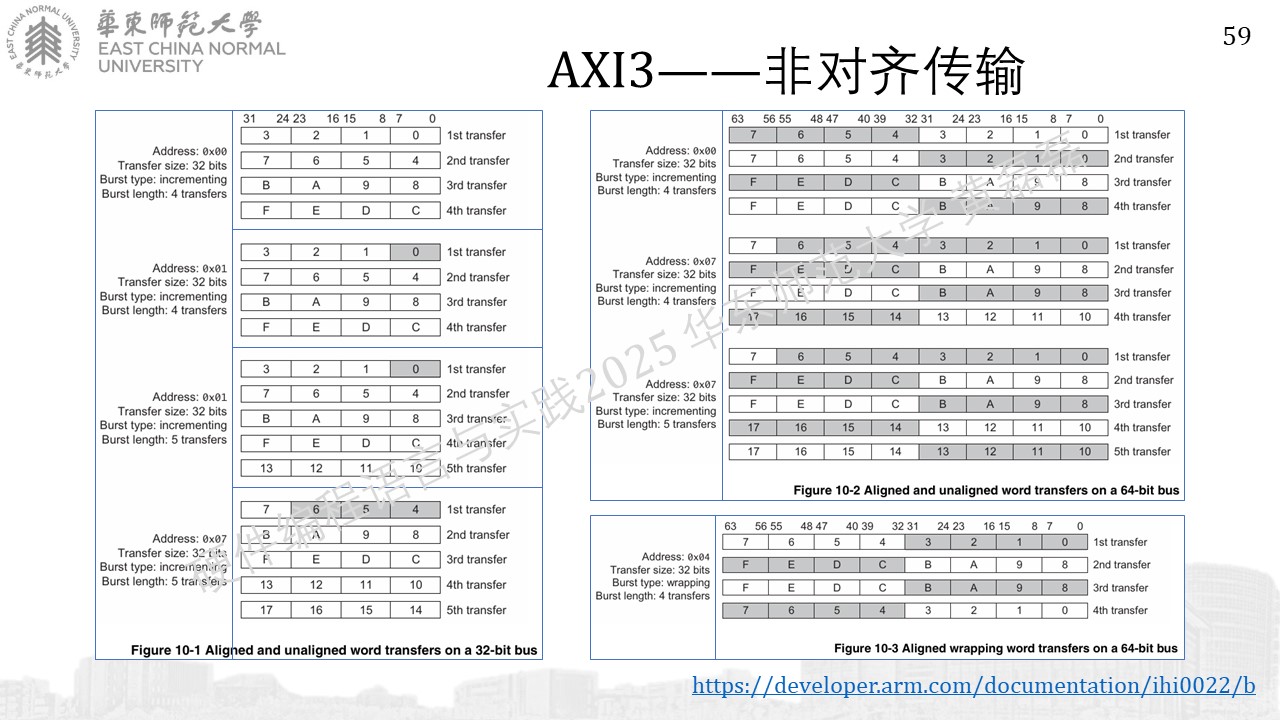 華東師範大學
EAST CHINA NORMAL
UNIVERSITY
EAST CHINA NORMAL UNIVERSITY
華東师范大学
59
AXI3——非对齐传输
31 24 23 16 15 8 7 0
Address: 0x00
Transfer size: 32 bits
Burst type: incrementing
Burst length: 4 transfers
3 2 1 0 1st transfer
7 6 5 4 2nd transfer
B A 9 8 3rd transfer
F E D C 4th transfer
Address: 0x01
Transfer size: 32 bits
Burst type: incrementing
Burst length: 4 transfers
3 2 1 0 1st transfer
7 6 5 4 2nd transfer
B A 9 8 3rd transfer
F E D C 4th transfer
Address: 0x01
Transfer size: 32 bits
Burst type: incrementing
Burst length: 5 transfers
3 2 1 0 1st transfer
7 6 5 4 2nd transfer
B A 9 8 3rd transfer
F E D C 4th transfer
13 12 11 10 5th transfer
Address: 0x07
Transfer size: 32 bits
Burst type: incrementing
Burst length: 5 transfers
7 6 5 4 1st transfer
B A 9 8 2nd transfer
F E D C 3rd transfer
13 12 11 10 4th transfer
17 16 15 14 5th transfer
Figure 10-1 Aligned and unaligned word transfers on a 32-bit bus
63 56 55 48 47 40 39 32 31 24 23 16 15 8 7 0
Address: 0x00
Transfer size: 32 bits
Burst type: incrementing
Burst length: 4 transfers
7 6 5 4 3 2 1 0 1st transfer
7 6 5 4 3 2 1 0 2nd transfer
F E D C B A 9 8 3rd transfer
F E D C B A 9 8 4th transfer
Address: 0x07
Transfer size: 32 bits
Burst type: incrementing
Burst length: 4 transfers
7 6 5 4 3 2 1 0 1st transfer
F E D C B A 9 8 2nd transfer
F E D C B A 9 8 3rd transfer
17 16 15 14 13 12 11 10 4th transfer
Address: 0x07
Transfer size: 32 bits
Burst type: incrementing
Burst length: 5 transfers
7 6 5 4 3 2 1 0 1st transfer
F E D C B A 9 8 2nd transfer
F E D C B A 9 8 3rd transfer
17 16 15 14 13 12 11 10 4th transfer
17 16 15 14 13 12 11 10 5th transfer
Figure 10-2 Aligned and unaligned word transfers on a 64-bit bus
63 56 55 48 47 40 39 32 31 24 23 16 15 8 7 0
Address: 0x04
Transfer size: 32 bits
Burst type: wrapping
Burst length: 4 transfers
7 6 5 4 3 2 1 0 1st transfer
F E D C B A 9 8 2nd transfer
F E D C B A 9 8 3rd transfer
7 6 5 4 3 2 1 0 4th transfer
Figure 10-3 Aligned wrapping word transfers on a 64-bit bus
硬件编程语言与实践2025 华东师范大学 黄磊磊
https://developer.arm.com/documentation/ihi0022/b